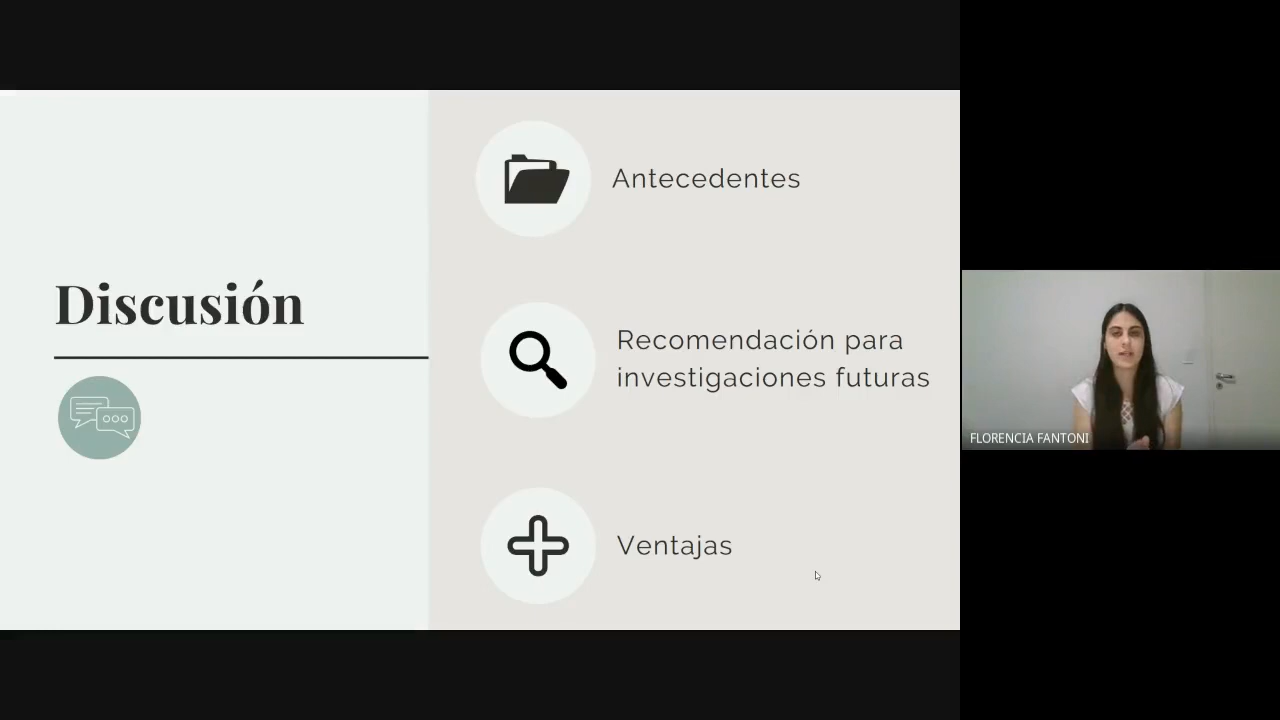 Discusión
Antecedentes
Recomendación para
investigaciones futuras
Ventajas
FLORENCIA FANTONI